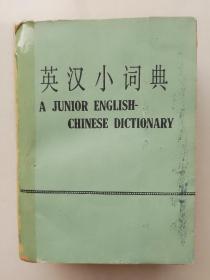 英汉小词典
A JUNIOR ENGLISH-
CHINESE DICTIONARY